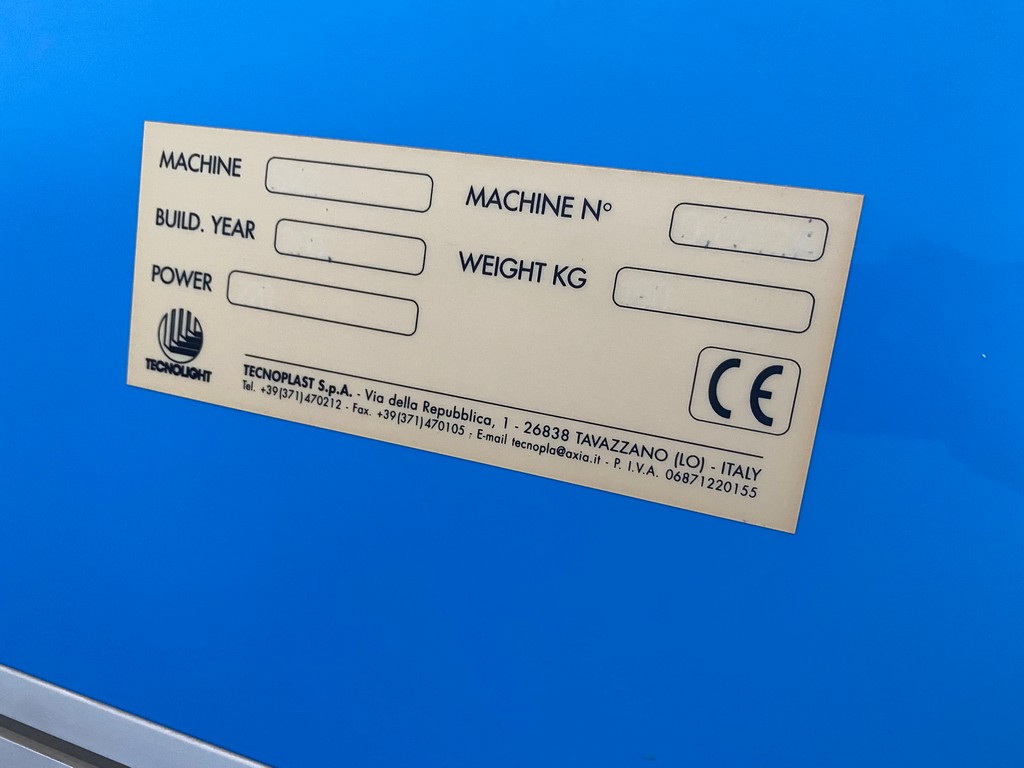 MACHINE
MACHINE N°
BUILD. YEAR
WEIGHT KG
POWER
TECNOLIGHT
CE
TECNOPLAST S.p.A. - Via della Repubblica, 1 - 26838 TAVAZZANO (LO) - ITALY
Tel. +39(371)470212 - Fax. +39(371)470105 ; E-mail tecnopla@axia.it - P. I.V.A. 06871220155